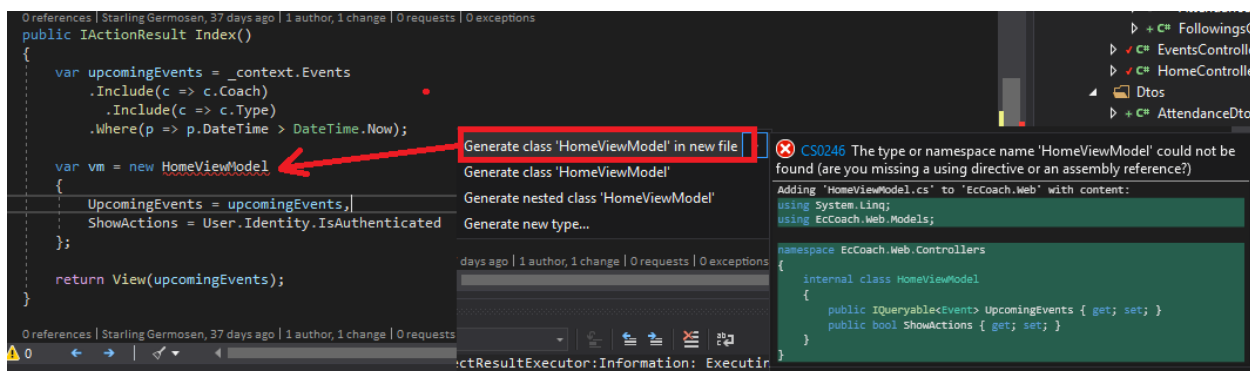 0 references | Starling Germosen, 37 days ago | 1 author, 1 change | 0 requests | 0 exceptions
public IActionResult Index()
{
var upcomingEvents = _context.Events
.Include(c => c.Coach)
.Include(c => c.Type)
.Where(p => p.DateTime > DateTime.Now);
var vm = new HomeViewModel
{
UpcomingEvents = upcomingEvents,
ShowActions = User.Identity.IsAuthenticated
};
return View(upcomingEvents);
}
0 references | Starling Germosen, 37 days ago | 1 author, 1 change | 0 requests
0
Generate class 'HomeViewModel' in new file
Generate class 'HomeViewModel'
Generate nested class 'HomeViewModel'
Generate new type...
days ago | 1 author, 1 change | 0 requests | 0 exceptions
ectResultExecutor:Information: Executin
C# Followings
C# EventsControlle
C# HomeControlle
Dtos
C# AttendanceDto
CS0246 The type or namespace name 'HomeViewModel' could not be
found (are you missing a using directive or an assembly reference?)
Adding 'HomeViewModel.cs' to 'EcCoach.Web' with content:
using System.Linq;
using EcCoach.Web.Models;
namespace EcCoach.Web.Controllers
{
internal class HomeViewModel
{
public IQueryable<Event> UpcomingEvents { get; set; }
public bool ShowActions { get; set; }
}
}